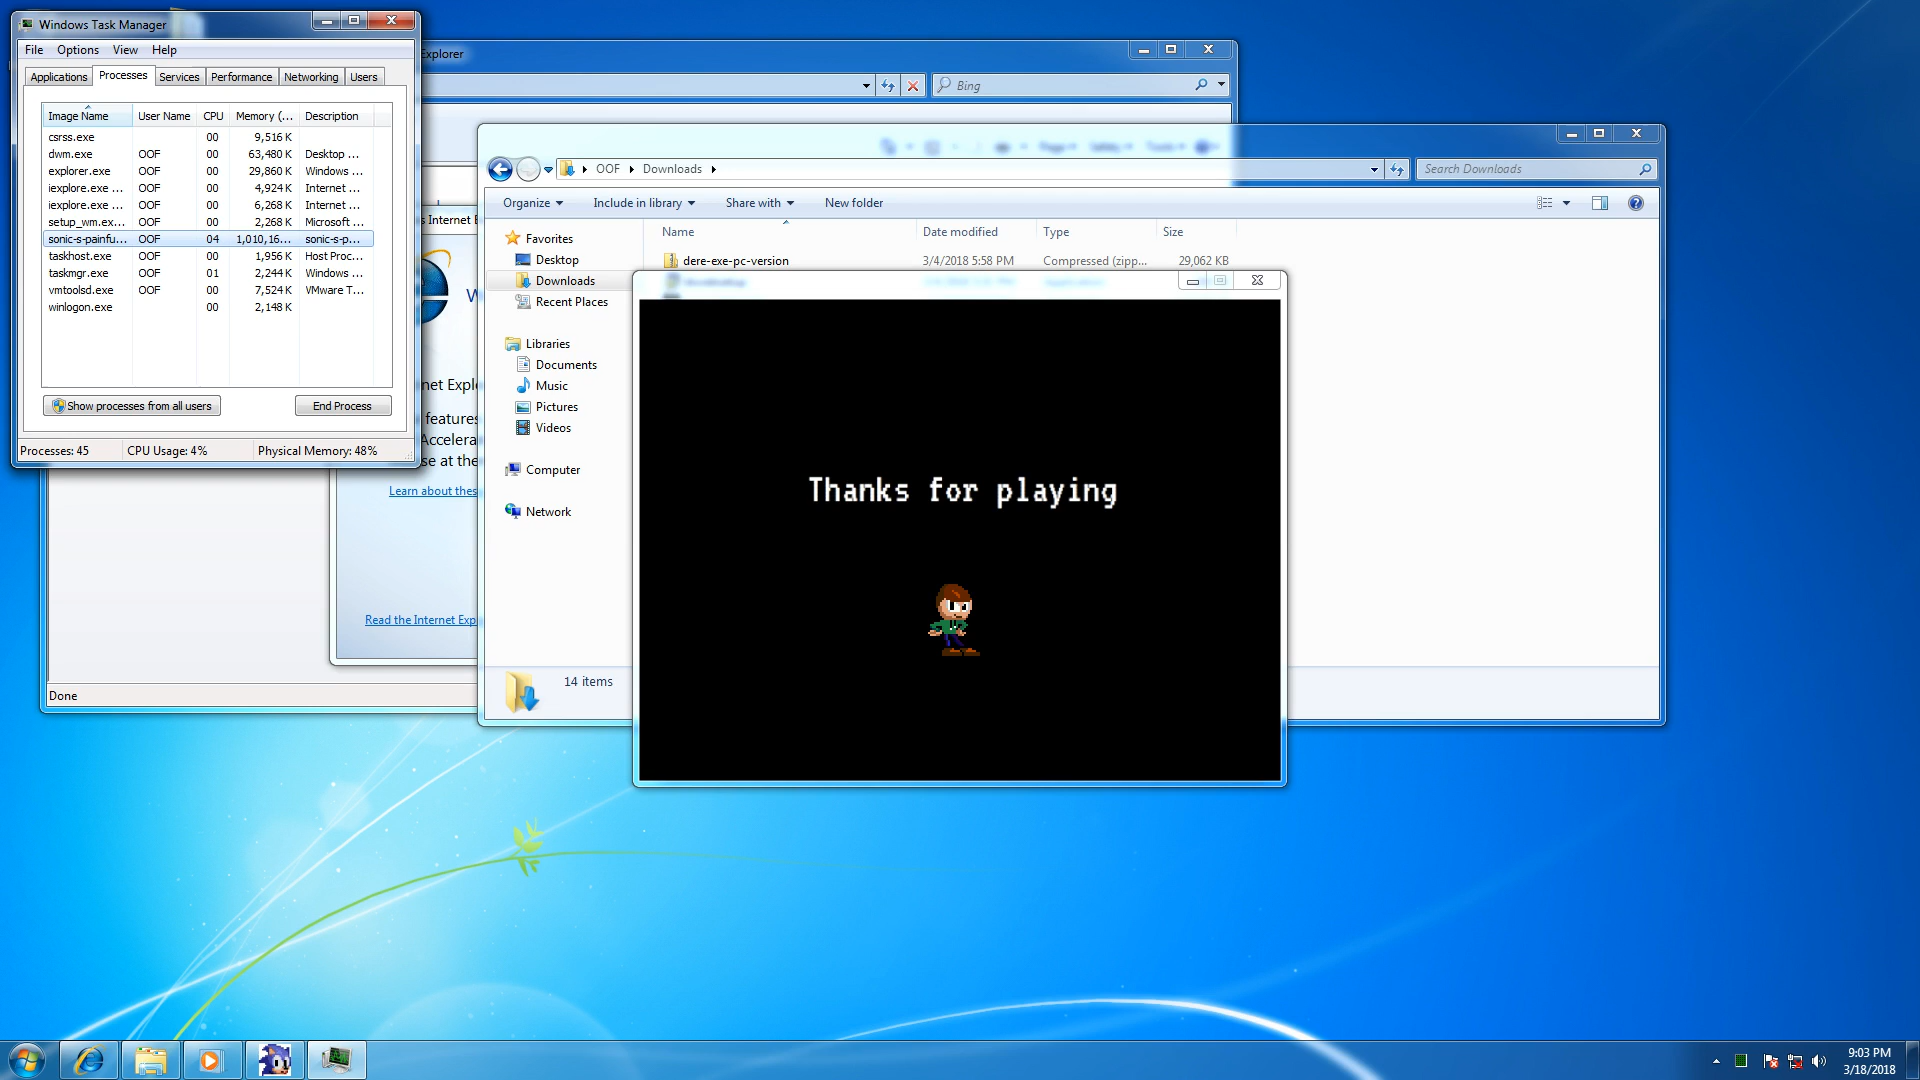 Windows Task Manager
File Options View Help
Applications Processes Services Performance Networking Users
Image Name User Name CPU Memory (... Description
csrss.exe 00 9,516 K
dwm.exe OOF 00 63,480 K Desktop ...
explorer.exe OOF 00 29,860 K Windows ...
iexplore.exe ... OOF 00 4,924 K Internet ...
iexplore.exe ... OOF 00 6,268 K Internet ...
setup_wm.ex... OOF 00 2,268 K Microsoft ...
sonic-s-painfu... OOF 04 1,010,16... sonic-s-p...
taskhost.exe OOF 00 1,956 K Host Proc...
taskmgr.exe OOF 01 2,244 K Windows ...
vmtoolsd.exe OOF 00 7,524 K VMware T...
winlogon.exe 00 2,148 K
Show processes from all users End Process
Processes: 45 CPU Usage: 4% Physical Memory: 48%
Explorer
Bing
s Internet E
W
net Expl
features
Accelera
se at the
Learn about thes
Read the Internet Exp
Done
Page Safety Tools
OOF Downloads
Search Downloads
Organize Include in library Share with New folder
Favorites
Desktop
Downloads
Recent Places
Libraries
Documents
Music
Pictures
Videos
Computer
Network
Name Date modified Type Size
dere-exe-pc-version 3/4/2018 5:58 PM Compressed (zipp... 29,062 KB
14 items
Thanks for playing
9:03 PM
3/18/2018